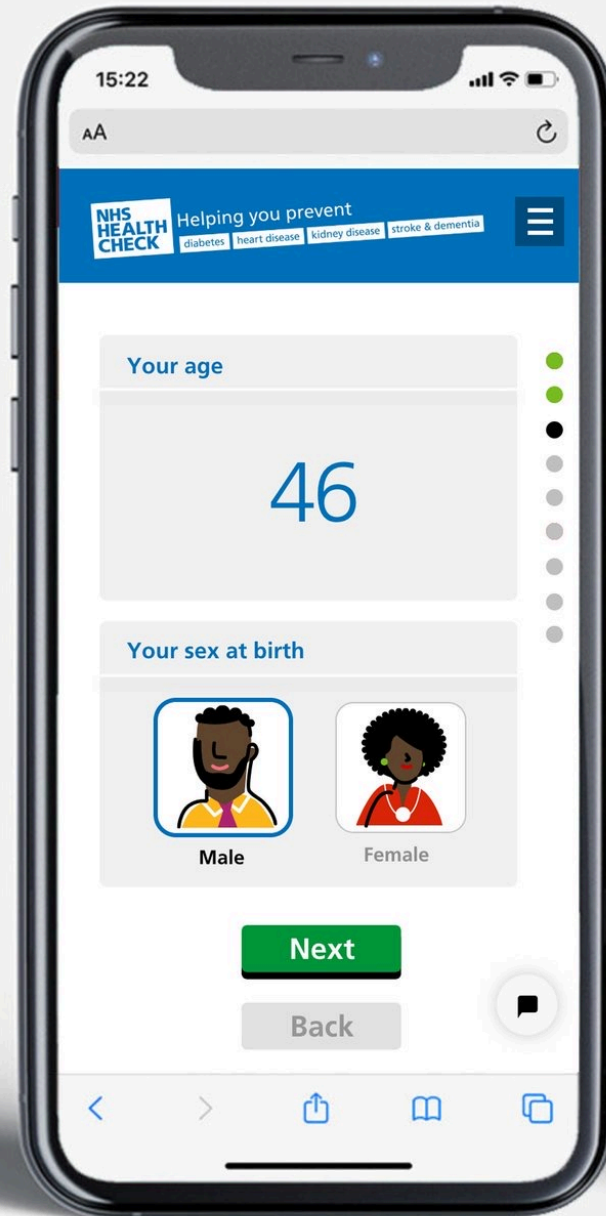 15:22
AA
NHS
HEALTH
CHECK
Helping you prevent
diabetes heart disease kidney disease stroke & dementia
Your age
46
Your sex at birth
Male Female
Next
Back